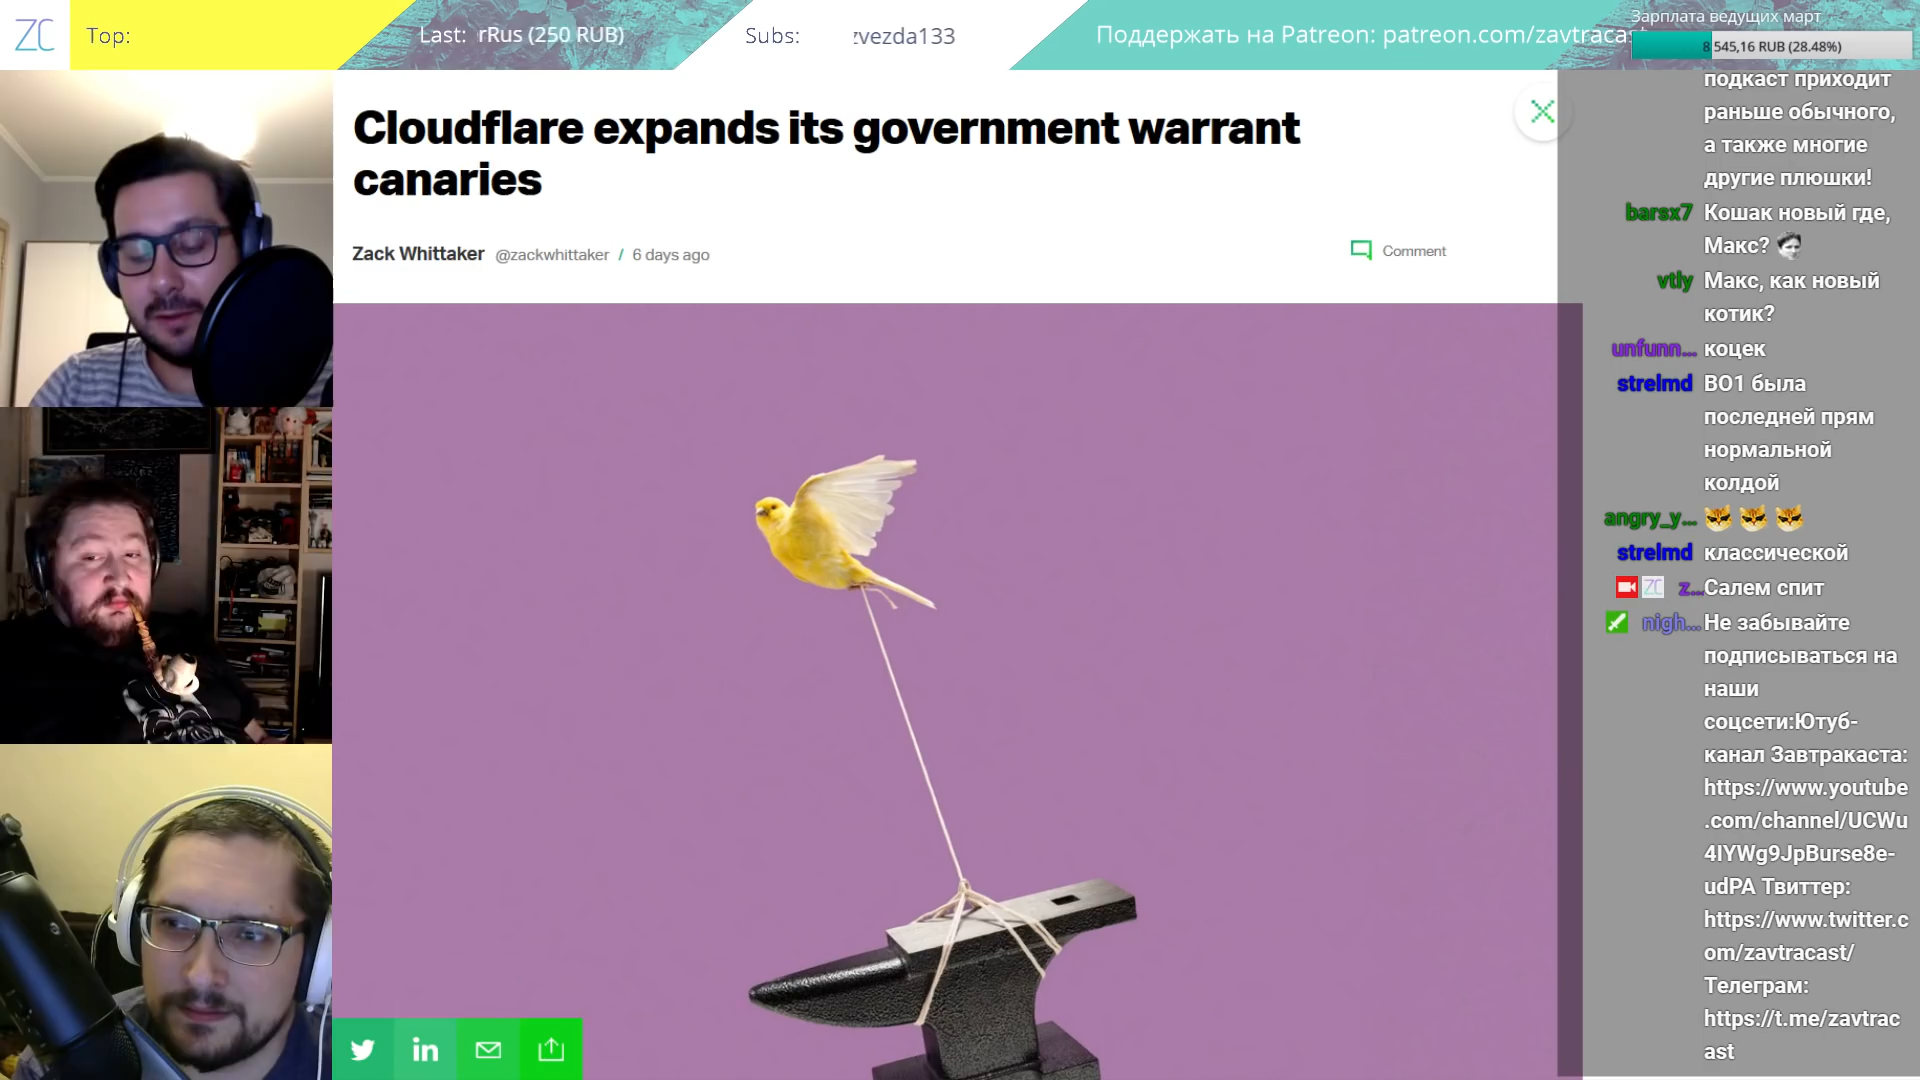 ZC
Top:
Last: rRus (250 RUB)
Subs: zvezda133
Поддержать на Patreon: patreon.com/zavtracast
Зарплата ведущих март
8 545,16 RUB (28.48%)
Cloudflare expands its government warrant
canaries
Zack Whittaker @zackwhittaker / 6 days ago
Comment
подкаст приходит
раньше обычного,
а также многие
другие плюшки!
barsx7 Кошак новый где,
Макс?
vtly Макс, как новый
котик?
unfunn... коцек
strelmd BO1 была
последней прям
нормальной
колдой
angry_y...
strelmd классической
ZC z... Салем спит
nigh... Не забывайте
подписываться на
наши
соцсети:Ютуб-
канал Завтракаста:
https://www.youtube
.com/channel/UCWu
4IYWg9JpBurse8e-
udPA Твиттер:
https://www.twitter.c
om/zavtracast/
Телеграм:
https://t.me/zavtrac
ast